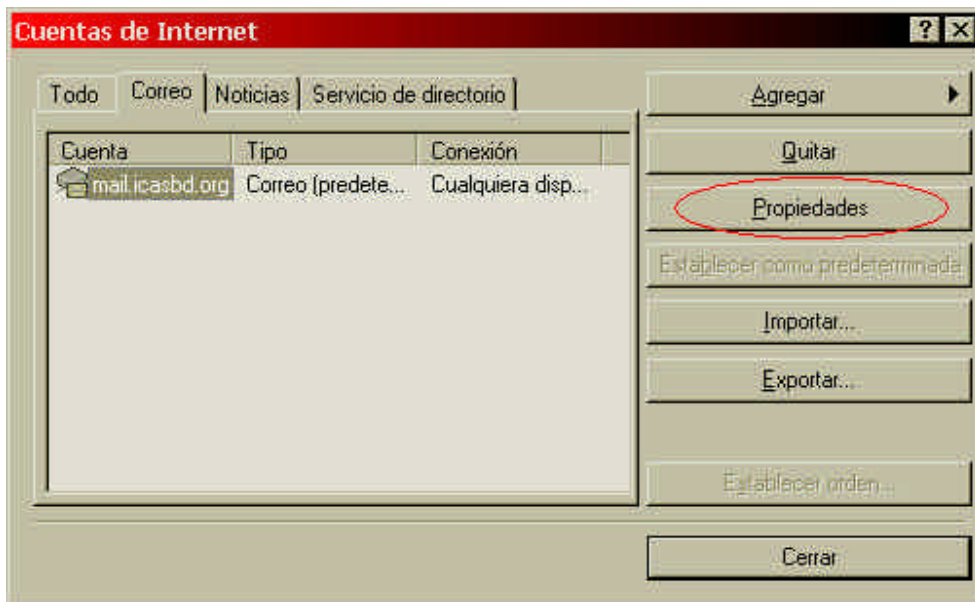 Cuentas de Internet
Todo Correo Noticias Servicio de directorio
Cuenta Tipo Conexión
mail.icasbd.org Correo (predete... Cualquiera disp...
Agregar
Quitar
Propiedades
Establecer como predeterminada
Importar...
Exportar...
Establecer orden...
Cerrar